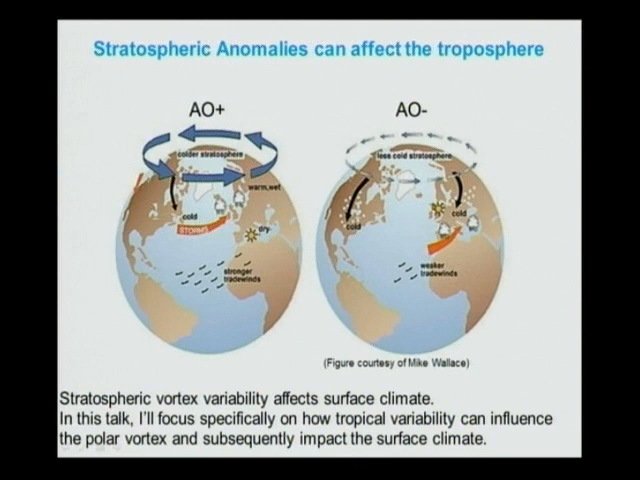 Stratospheric Anomalies can affect the troposphere
AO+
AO-
colder stratosphere
less cold stratosphere
warm,wet
cold
STORMS
dry
cold
cold
stronger
tradewinds
weaker
tradewinds
(Figure courtesy of Mike Wallace)
Stratospheric vortex variability affects surface climate.
In this talk, I'll focus specifically on how tropical variability can influence
the polar vortex and subsequently impact the surface climate.